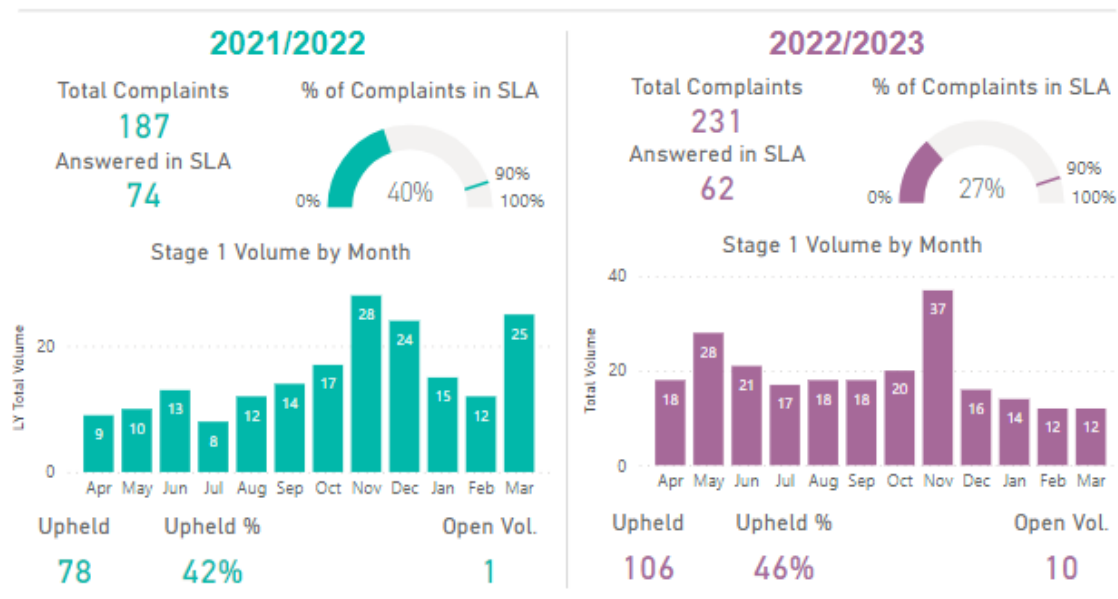 2021/2022
Total Complaints
187
Answered in SLA
74
% of Complaints in SLA
0%
40%
90%
100%
Stage 1 Volume by Month
LY Total Volume
20
0
9
10
13
8
12
14
17
28
24
15
12
25
Apr May Jun Jul Aug Sep Oct Nov Dec Jan Feb Mar
Upheld
78
Upheld %
42%
Open Vol.
1
2022/2023
Total Complaints
231
Answered in SLA
62
% of Complaints in SLA
0%
27%
90%
100%
Stage 1 Volume by Month
Total Volume
40
20
0
18
28
21
17
18
18
20
37
16
14
12
12
Apr May Jun Jul Aug Sep Oct Nov Dec Jan Feb Mar
Upheld
106
Upheld %
46%
Open Vol.
10